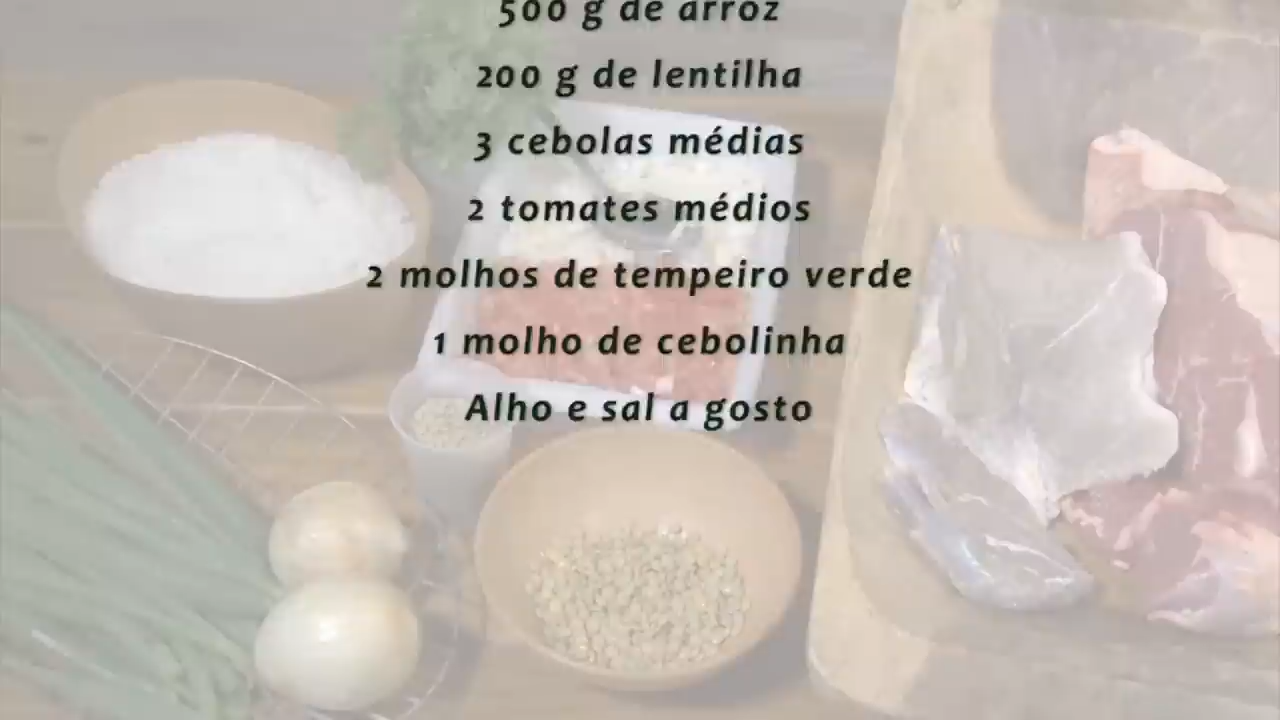 500 g de arroz
200 g de lentilha
3 cebolas médias
2 tomates médios
2 molhos de tempeiro verde
1 molho de cebolinha
Alho e sal a gosto